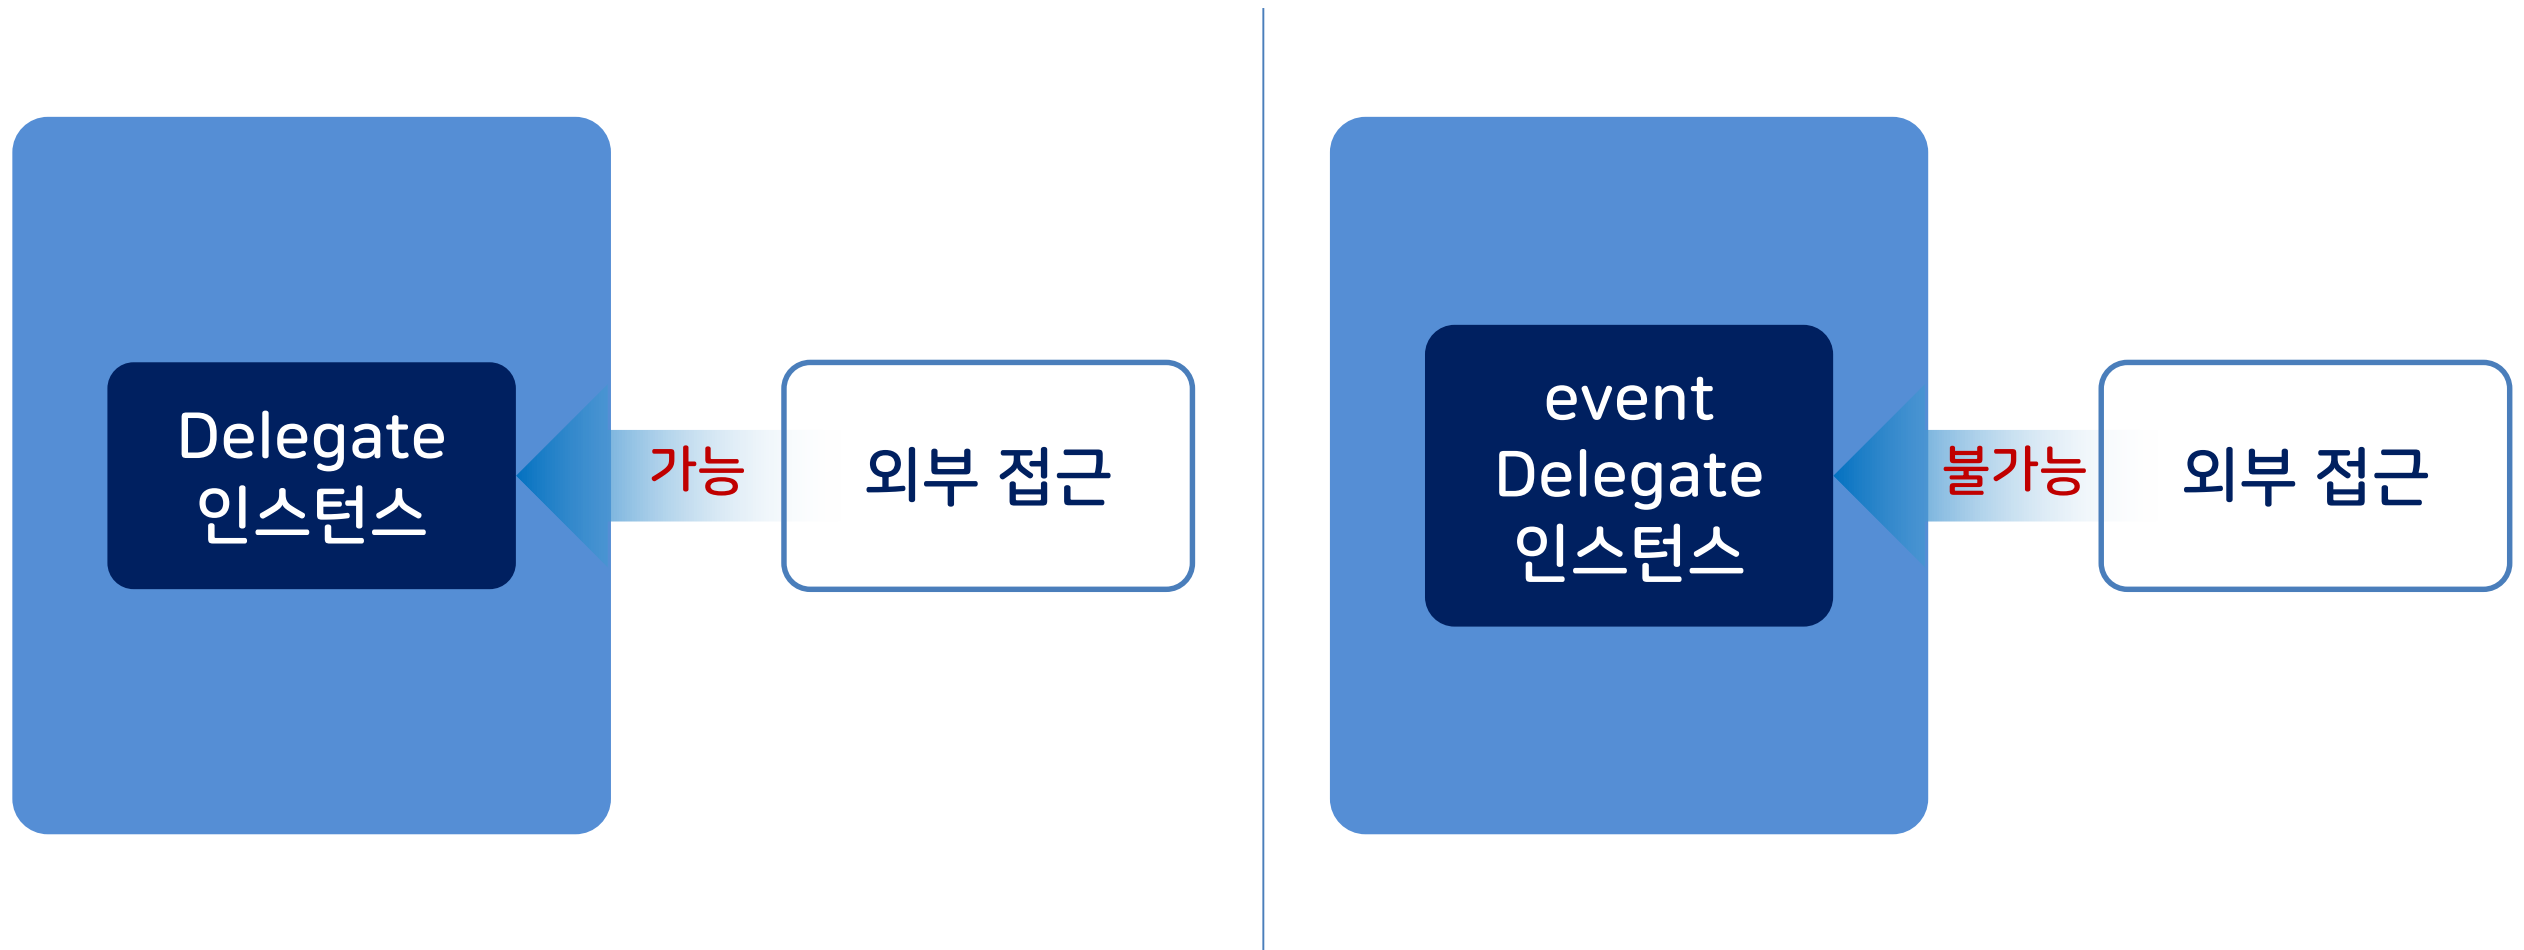 Delegate
인스턴스
가능
외부 접근
event
Delegate
인스턴스
불가능
외부 접근